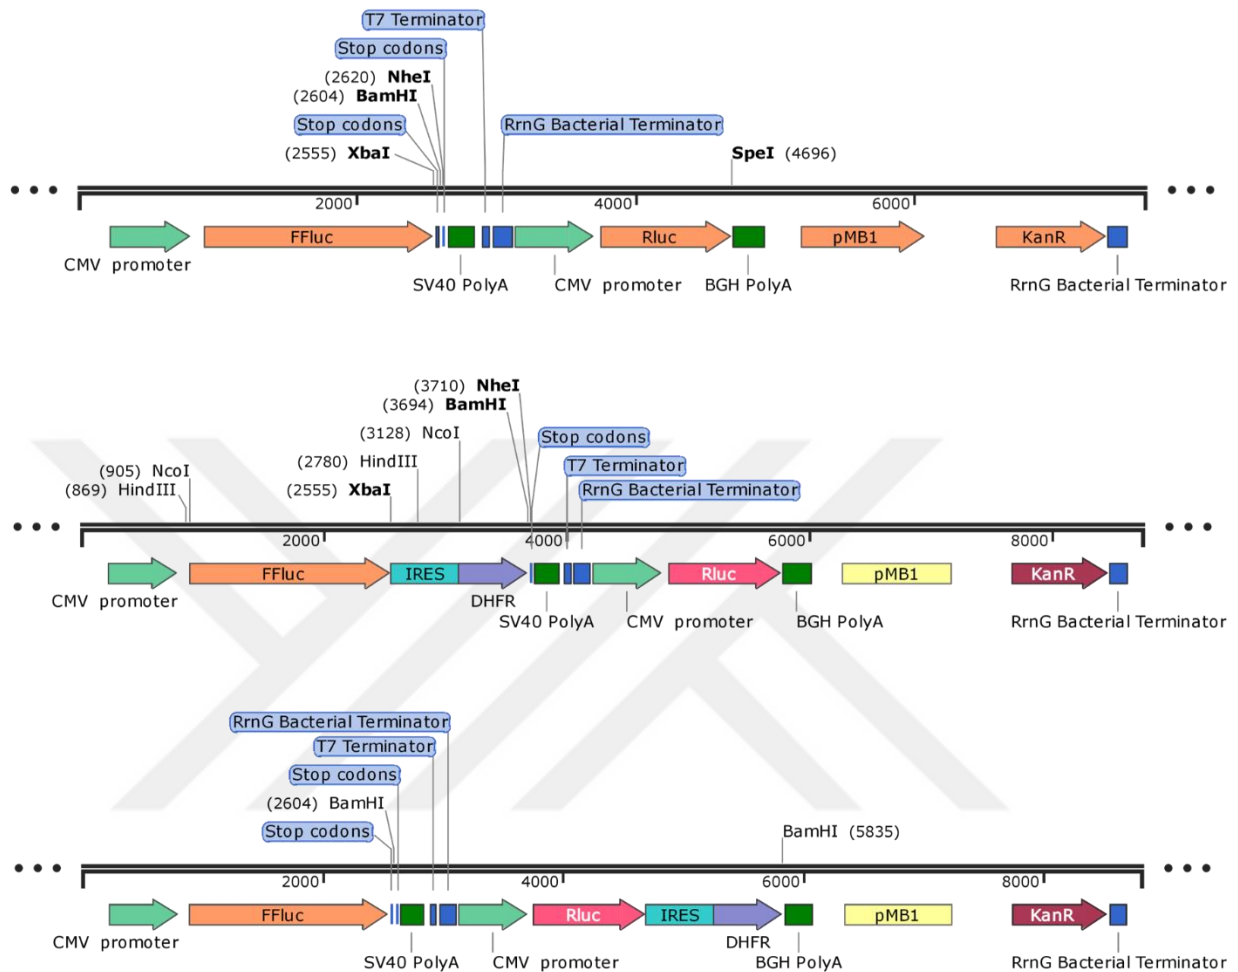 T7 Terminator
Stop codons
(2620) NheI
(2604) BamHI
Stop codons
RrnG Bacterial Terminator
(2555) XbaI
SpeI (4696)
2000 4000 6000
FFluc Rluc pMB1 KanR
CMV promoter
SV40 PolyA CMV promoter BGH PolyA RrnG Bacterial Terminator
(3710) NheI
(3694) BamHI
(3128) NcoI
Stop codons
(2780) HindIII
T7 Terminator
(905) NcoI
(869) HindIII
(2555) XbaI
RrnG Bacterial Terminator
2000 4000 6000 8000
FFluc IRES Rluc pMB1 KanR
CMV promoter DHFR
SV40 PolyA CMV promoter BGH PolyA RrnG Bacterial Terminator
RrnG Bacterial Terminator
T7 Terminator
Stop codons
(2604) BamHI
Stop codons
BamHI (5835)
2000 4000 6000 8000
FFluc Rluc IRES pMB1 KanR
CMV promoter DHFR
SV40 PolyA CMV promoter BGH PolyA RrnG Bacterial Terminator